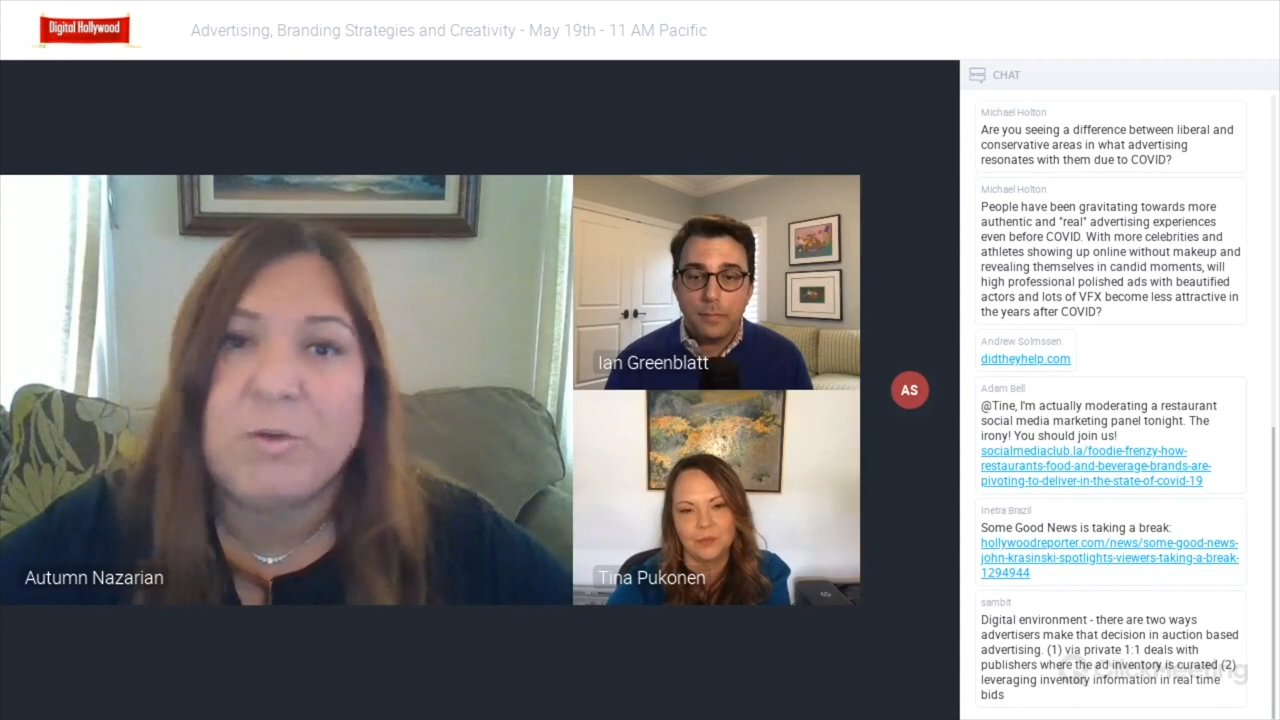 Digital Hollywood
Advertising, Branding Strategies and Creativity - May 19th - 11 AM Pacific
CHAT
Michael Holton
Are you seeing a difference between liberal and
conservative areas in what advertising
resonates with them due to COVID?
Michael Holton
People have been gravitating towards more
authentic and "real" advertising experiences
even before COVID. With more celebrities and
athletes showing up online without makeup and
revealing themselves in candid moments, will
high professional polished ads with beautified
actors and lots of VFX become less attractive in
the years after COVID?
Andrew Solmssen
didtheyhelp.com
Adam Bell
@Tine, I'm actually moderating a restaurant
social media marketing panel tonight. The
irony! You should join us!
socialmediaclub.la/foodie-frenzy-how-
restaurants-food-and-beverage-brands-are-
pivoting-to-deliver-in-the-state-of-covid-19
Inetra Brazil
Some Good News is taking a break:
hollywoodreporter.com/news/some-good-news-
john-krasinski-spotlights-viewers-taking-a-break-
1294944
sambit
Digital environment - there are two ways
advertisers make that decision in auction based
advertising. (1) via private 1:1 deals with
publishers where the ad inventory is curated (2)
leveraging inventory information in real time
bids
ClickMeeting
Ian Greenblatt
AS
Autumn Nazarian
Tina Pukonen